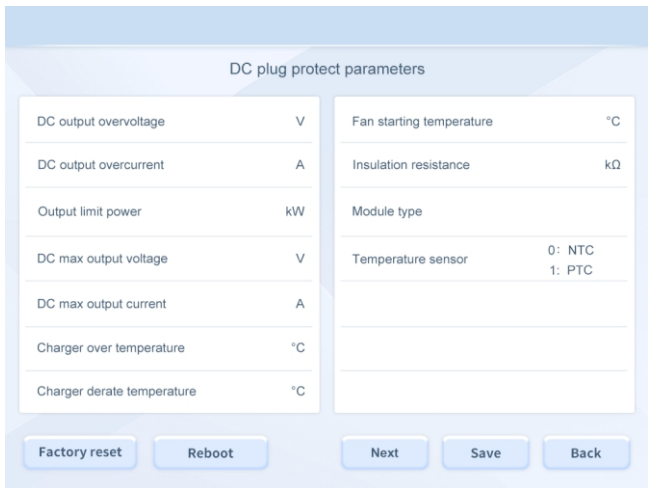 DC plug protect parameters
DC output overvoltage V
DC output overcurrent A
Output limit power kW
DC max output voltage V
DC max output current A
Charger over temperature °C
Charger derate temperature °C
Fan starting temperature °C
Insulation resistance kΩ
Module type
Temperature sensor 0: NTC
1: PTC
Factory reset Reboot Next Save Back